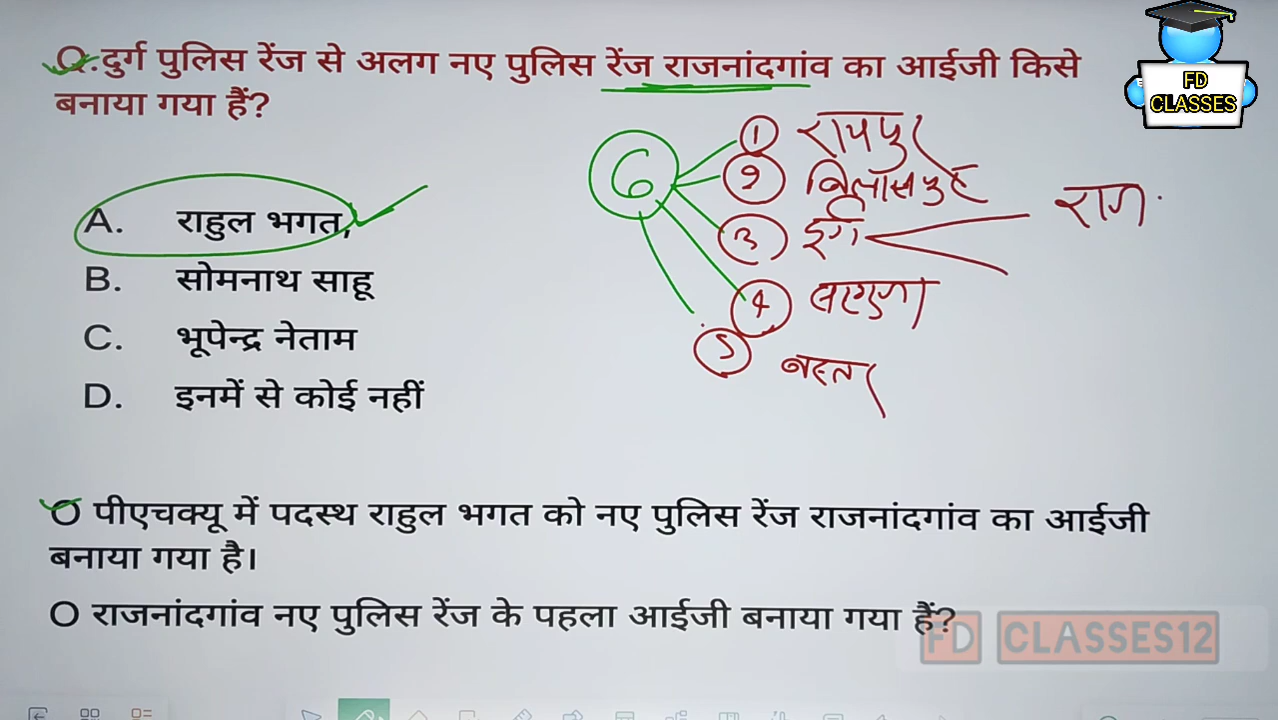 Q.दुर्ग पुलिस रेंज से अलग नए पुलिस रेंज राजनांदगांव का आईजी किसे
बनाया गया हैं?
FD
CLASSES
A. राहुल भगत,
B. सोमनाथ साहू
C. भूपेन्द्र नेताम
D. इनमें से कोई नहीं
6
1 रायपुर
2 बिलासपुर
3 दुर्ग
राज
4
5 बस्तर
O पीएचक्यू में पदस्थ राहुल भगत को नए पुलिस रेंज राजनांदगांव का आईजी
बनाया गया है।
O राजनांदगांव नए पुलिस रेंज के पहला आईजी बनाया गया हैं?
FD CLASSES12